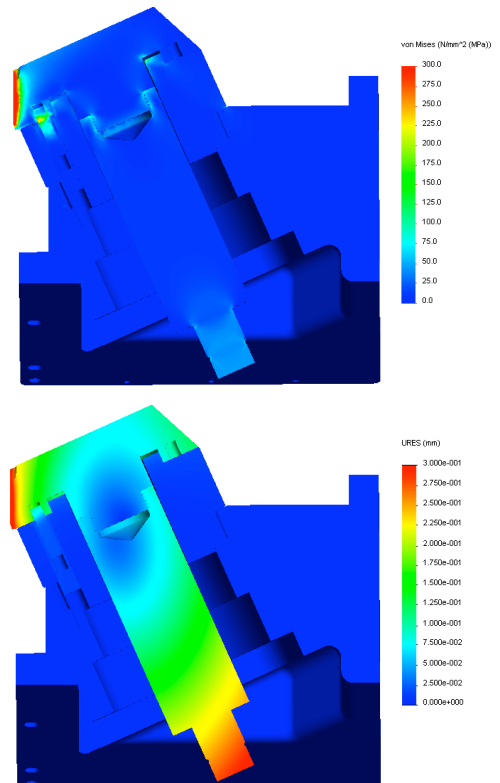 von Mises (N/mm^2 (MPa))
300.0
275.0
250.0
225.0
200.0
175.0
150.0
125.0
100.0
75.0
50.0
25.0
0.0
URES (mm)
3.000e-001
2.750e-001
2.500e-001
2.250e-001
2.000e-001
1.750e-001
1.500e-001
1.250e-001
1.000e-001
7.500e-002
5.000e-002
2.500e-002
0.000e+000